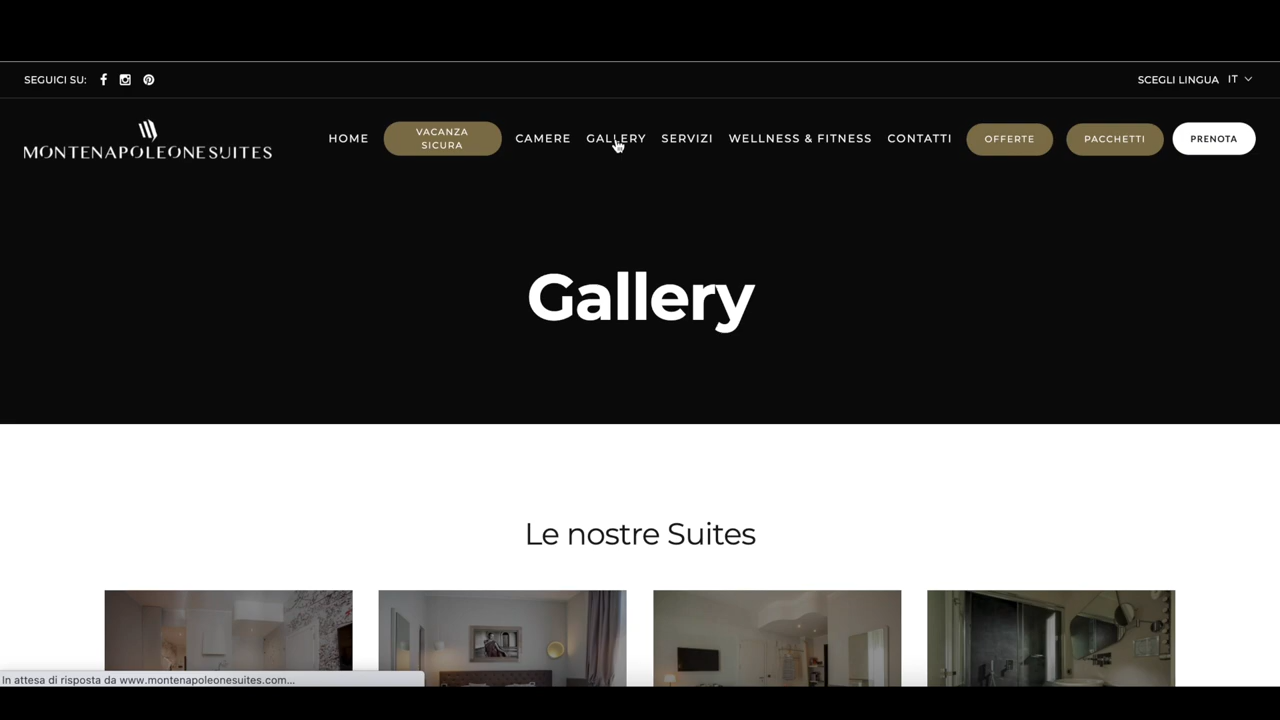 SEGUICI SU:
SCEGLI LINGUA IT
MONTENAPOLEONESUITES
HOME
VACANZA
SICURA
CAMERE
GALLERY
SERVIZI
WELLNESS & FITNESS
CONTATTI
OFFERTE
PACCHETTI
PRENOTA
Gallery
Le nostre Suites
In attesa di risposta da www.montenapoleonesuites.com...